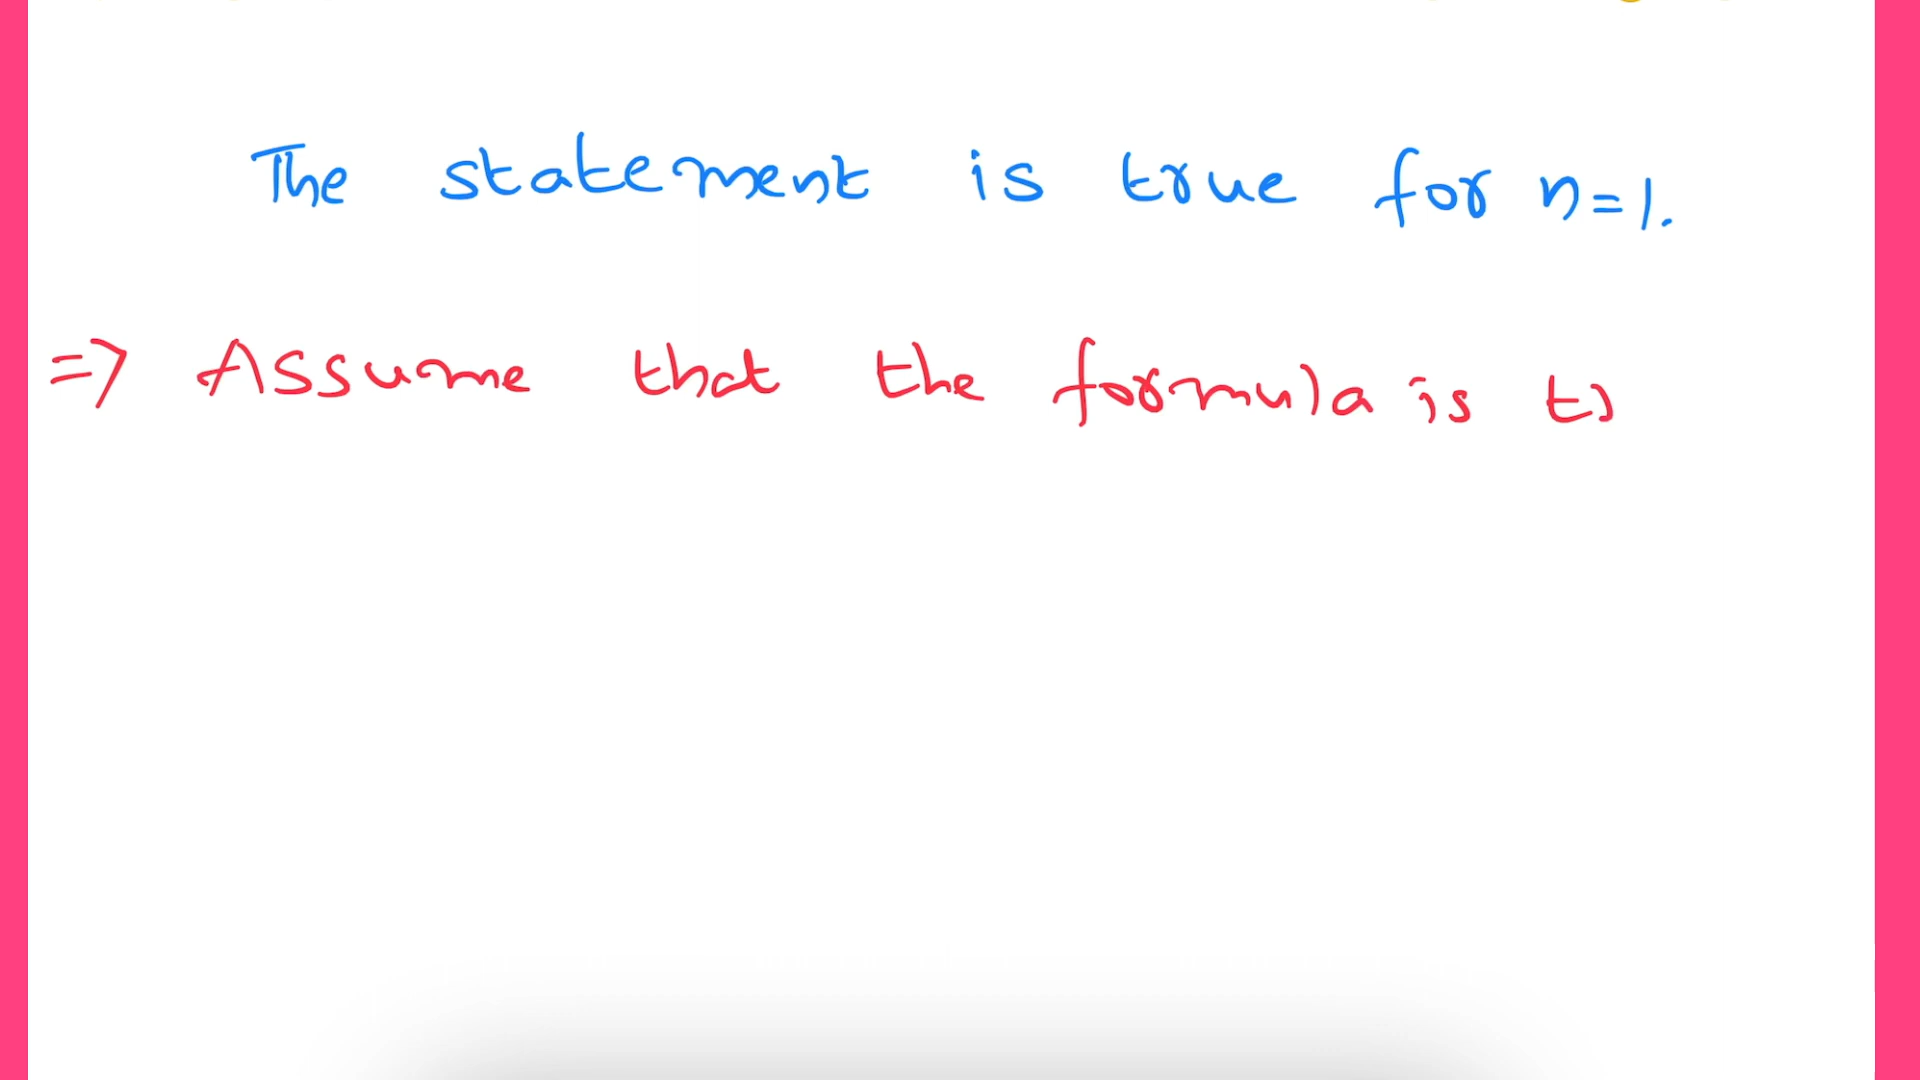 The statement is true for n=1.
=> Assume that the formula is